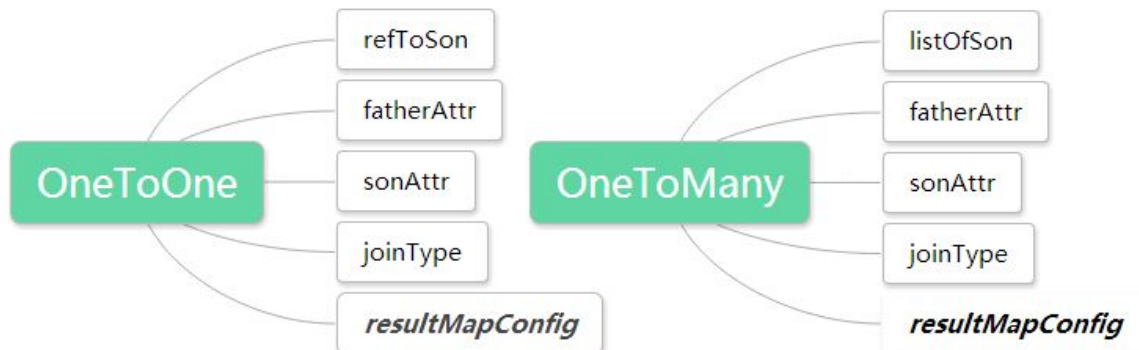 OneToOne
refToSon
fatherAttr
sonAttr
joinType
resultMapConfig
OneToMany
listOfSon
fatherAttr
sonAttr
joinType
resultMapConfig